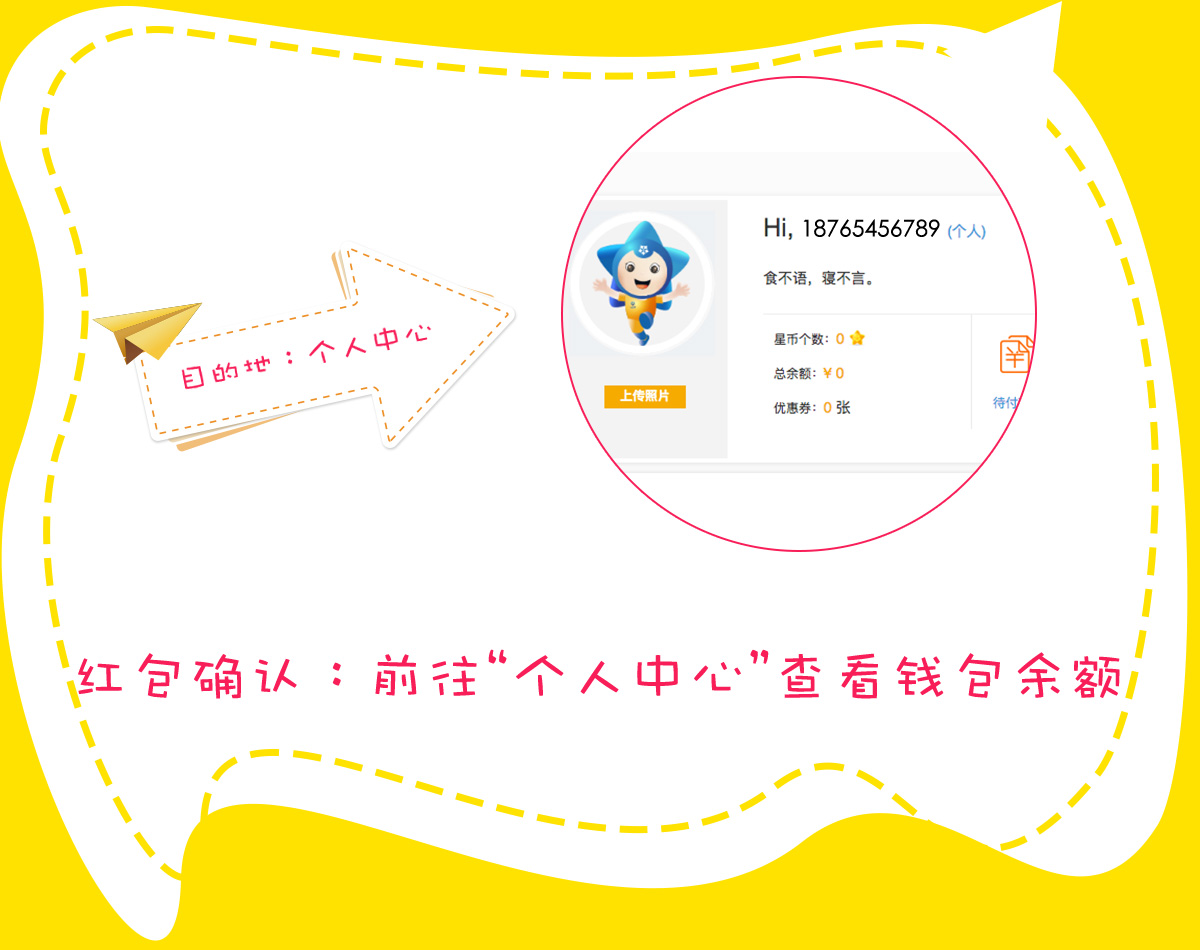 Hi, 18765456789 (个人)
食不语，寝不言。
目的地：个人中心
星币个数：0
总余额：￥0
优惠券：0 张
上传照片
待付
红包确认：前往“个人中心”查看钱包余额